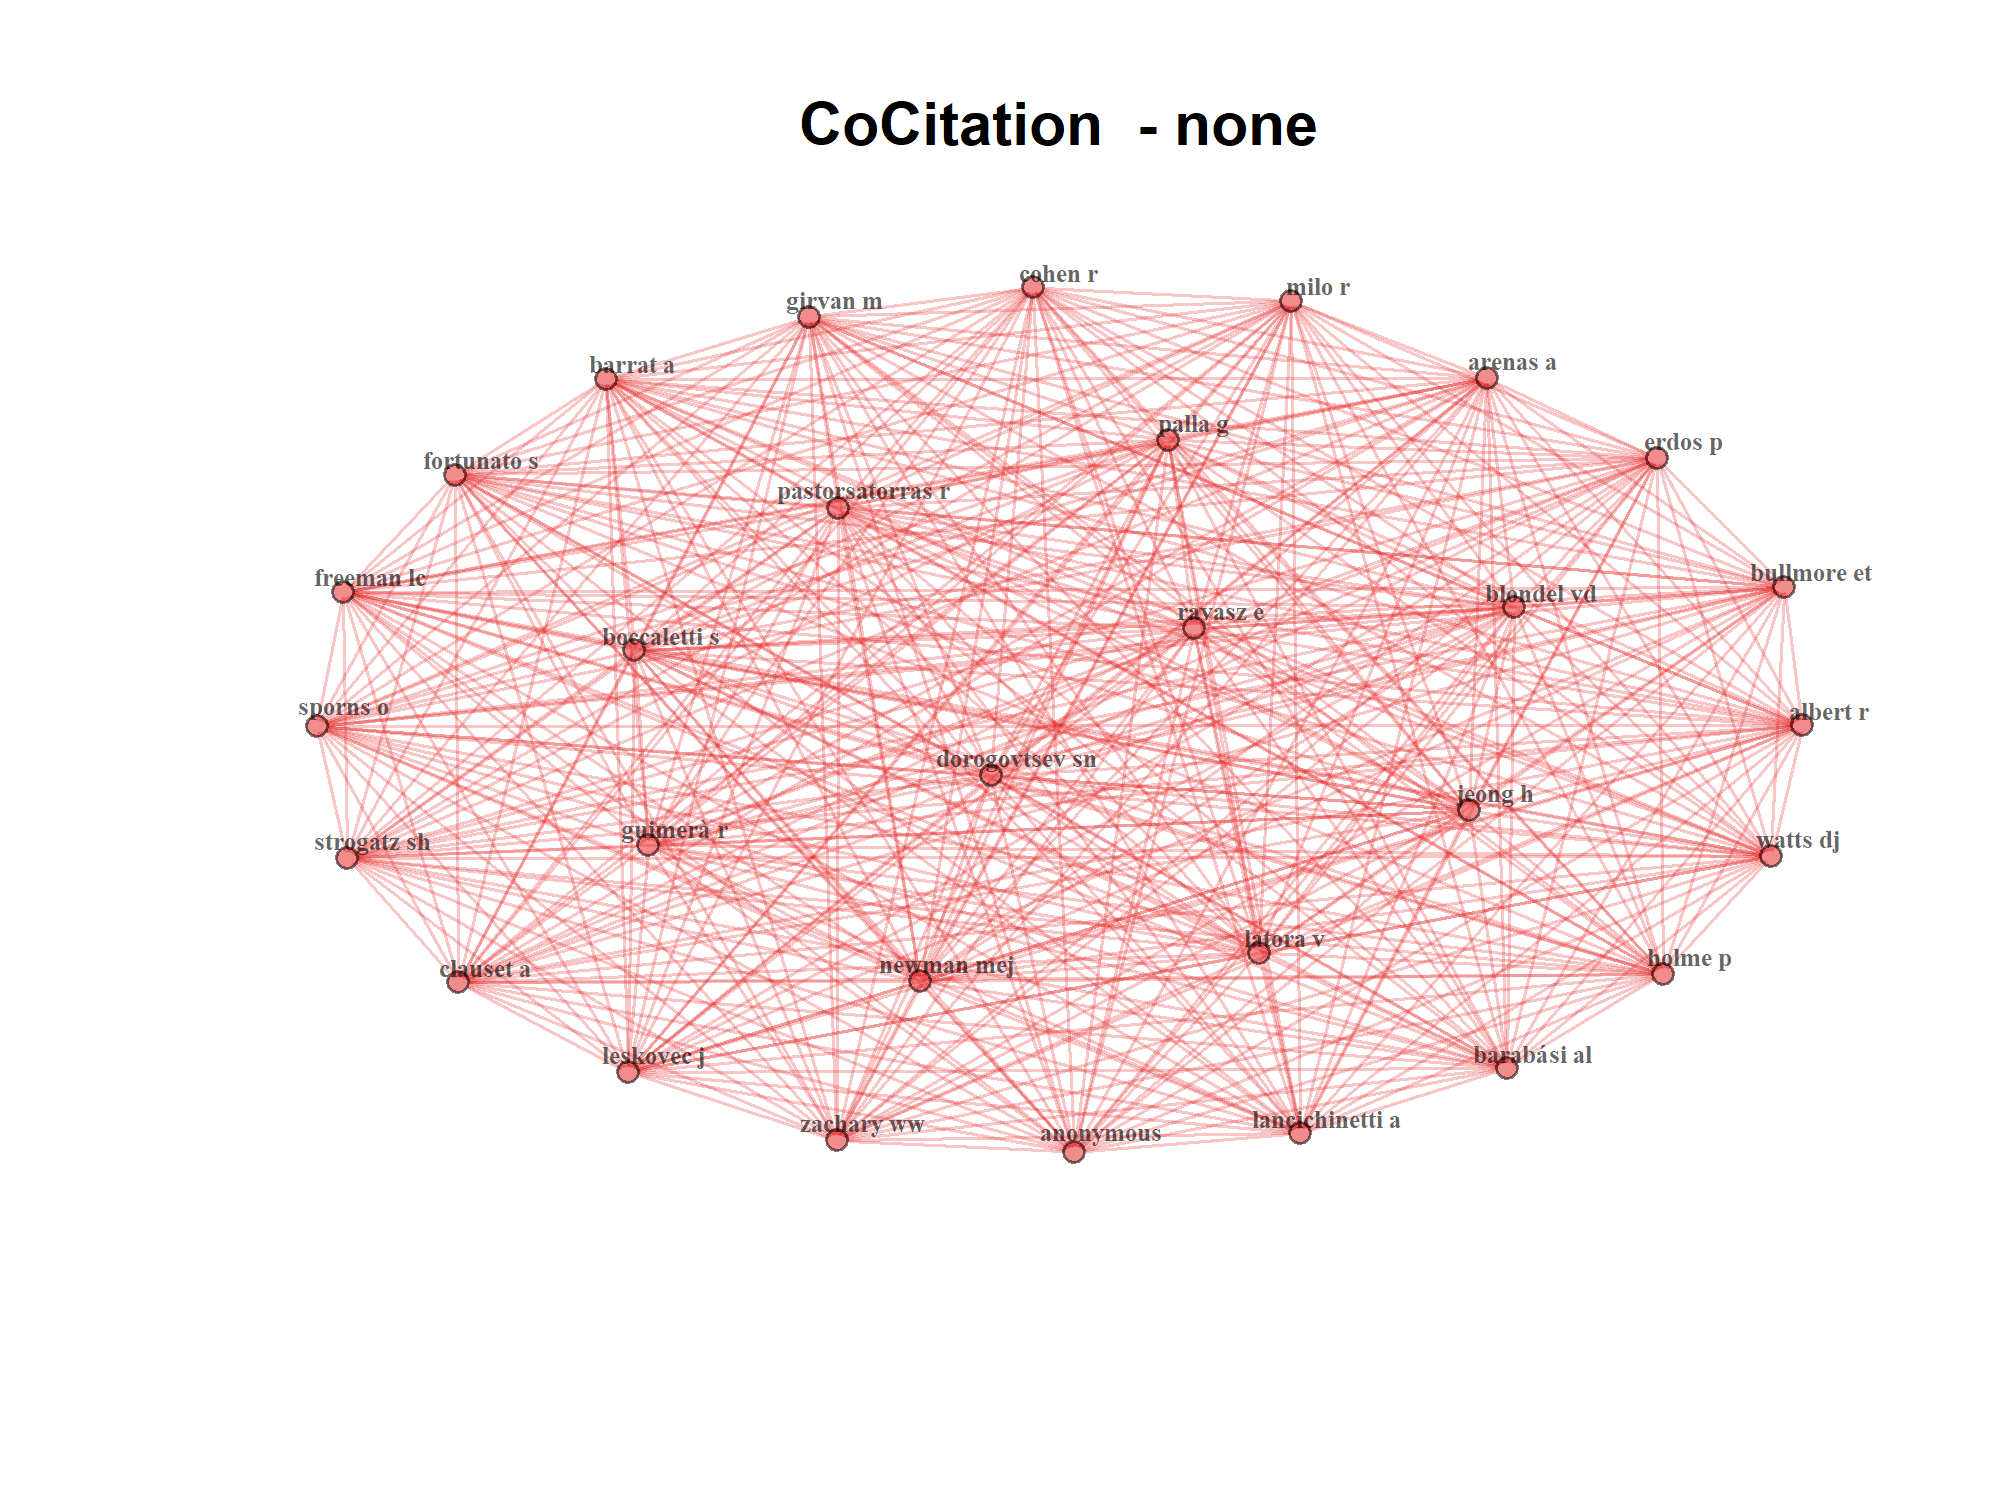 CoCitation  - none
cohen r
milo r
girvan m
barrat a
arenas a
palla g
erdos p
fortunato s
pastorsatorras r
bullmore et
freeman lc
blondel vd
ravasz e
boccaletti s
sporns o
albert r
dorogovtsev sn
jeong h
guimerà r
strogatz sh
watts dj
latora v
holme p
newman mej
clauset a
barabási al
leskovec j
lancichinetti a
zachary ww
anonymous